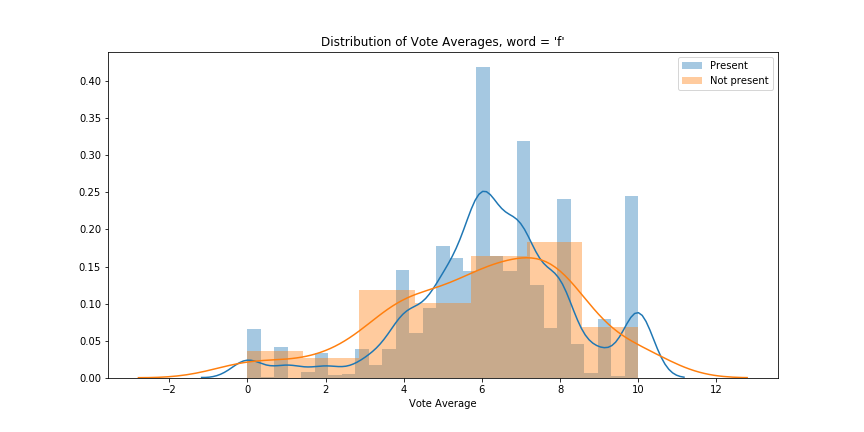 Distribution of Vote Averages, word = 'f'
Present
Not present
0.40
0.35
0.30
0.25
0.20
0.15
0.10
0.05
0.00
−2 0 2 4 6 8 10 12
Vote Average